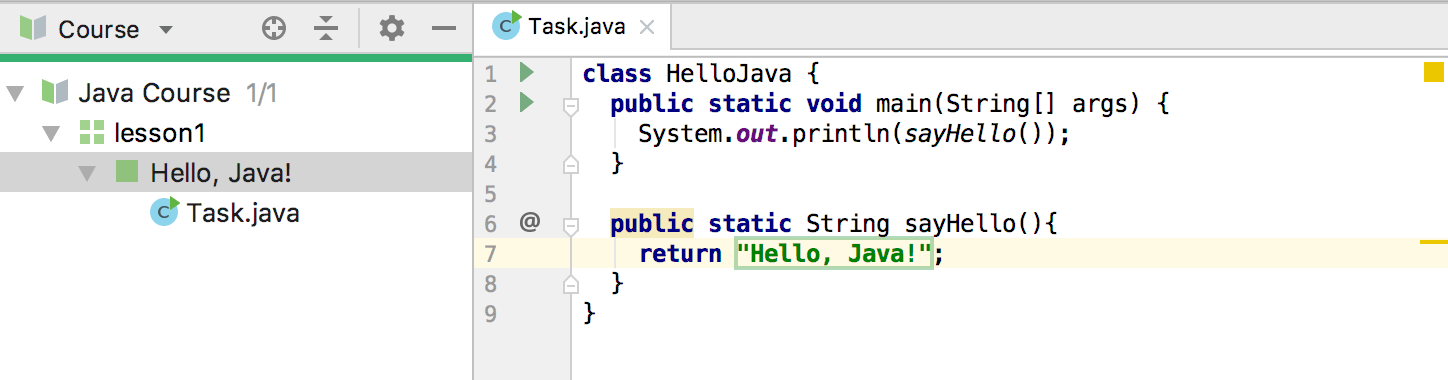 Course
Task.java
Java Course 1/1
lesson1
Hello, Java!
C Task.java
1 class HelloJava {
2 public static void main(String[] args) {
3 System.out.println(sayHello());
4 }
5
6 @ public static String sayHello(){
7 return "Hello, Java!";
8 }
9 }